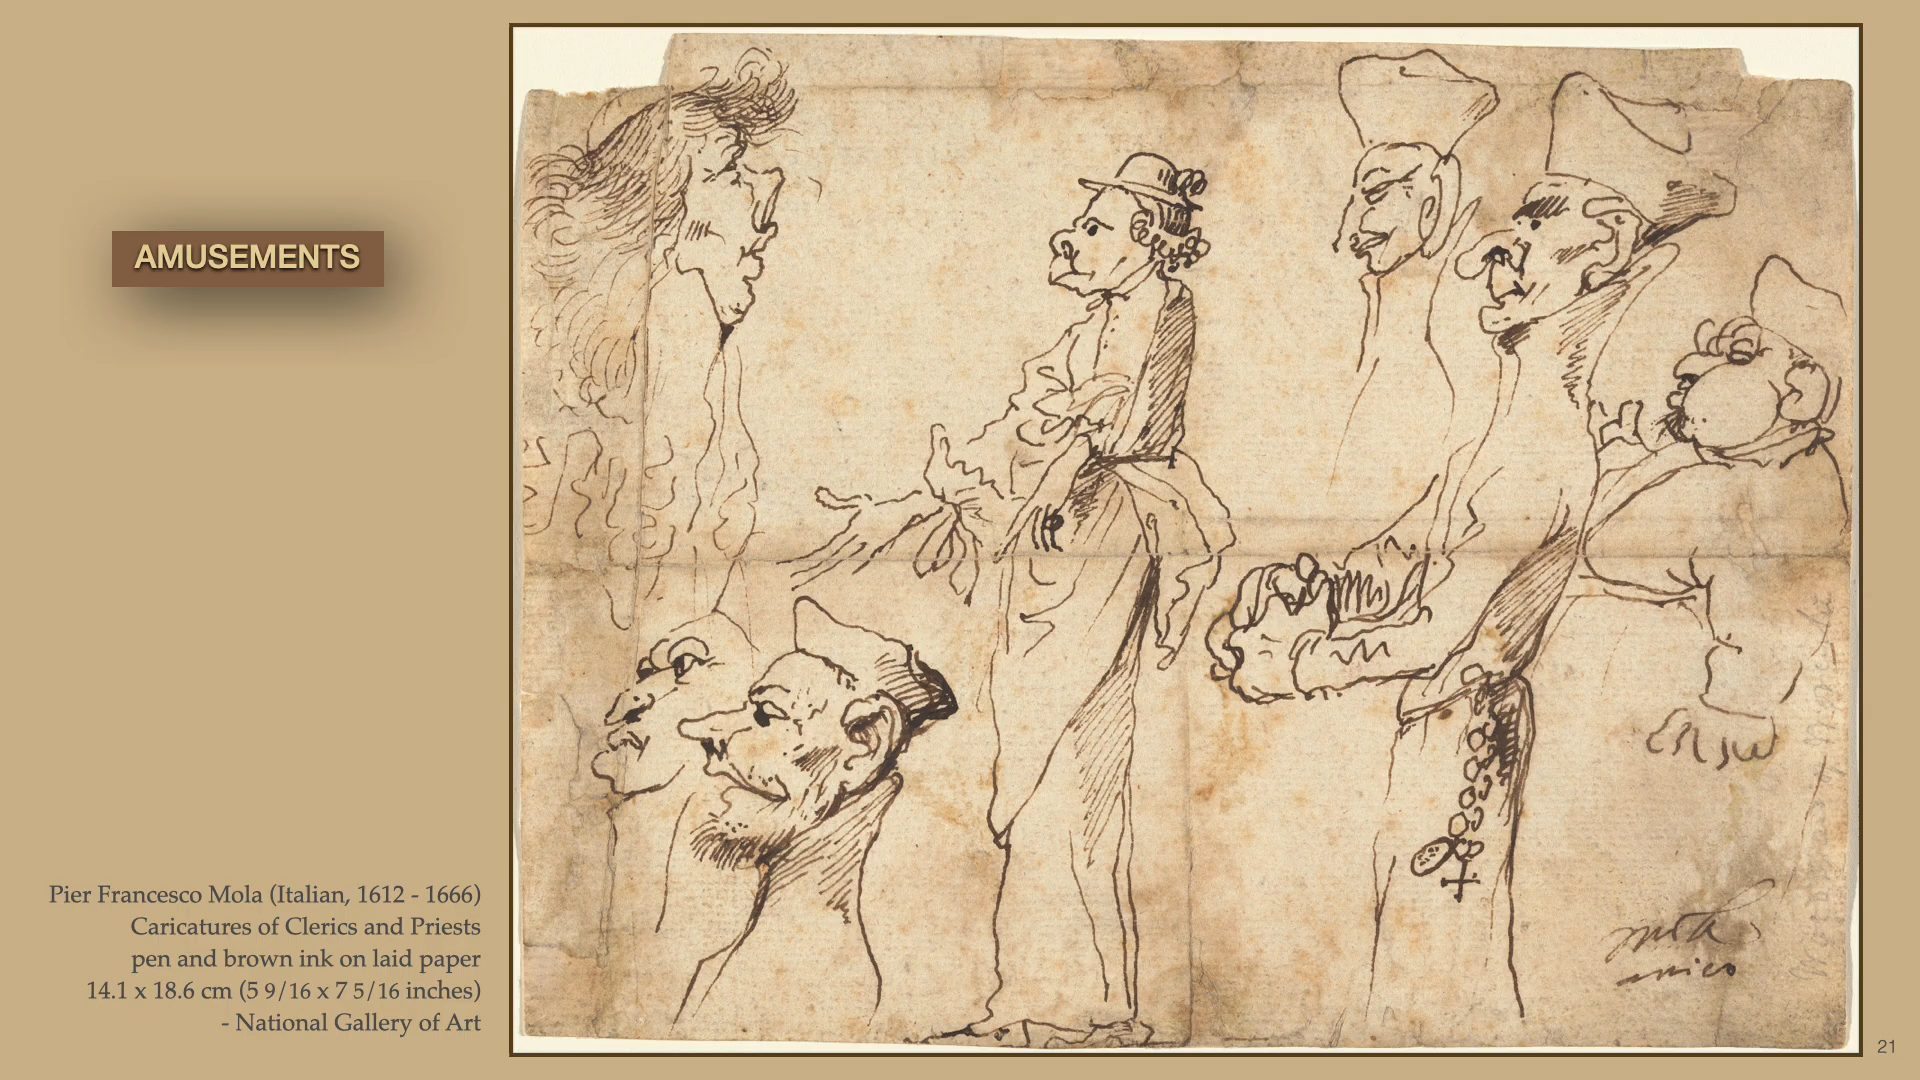 AMUSEMENTS
Pier Francesco Mola (Italian, 1612 - 1666)
Caricatures of Clerics and Priests
pen and brown ink on laid paper
14.1 x 18.6 cm (5 9/16 x 7 5/16 inches)
- National Gallery of Art
21